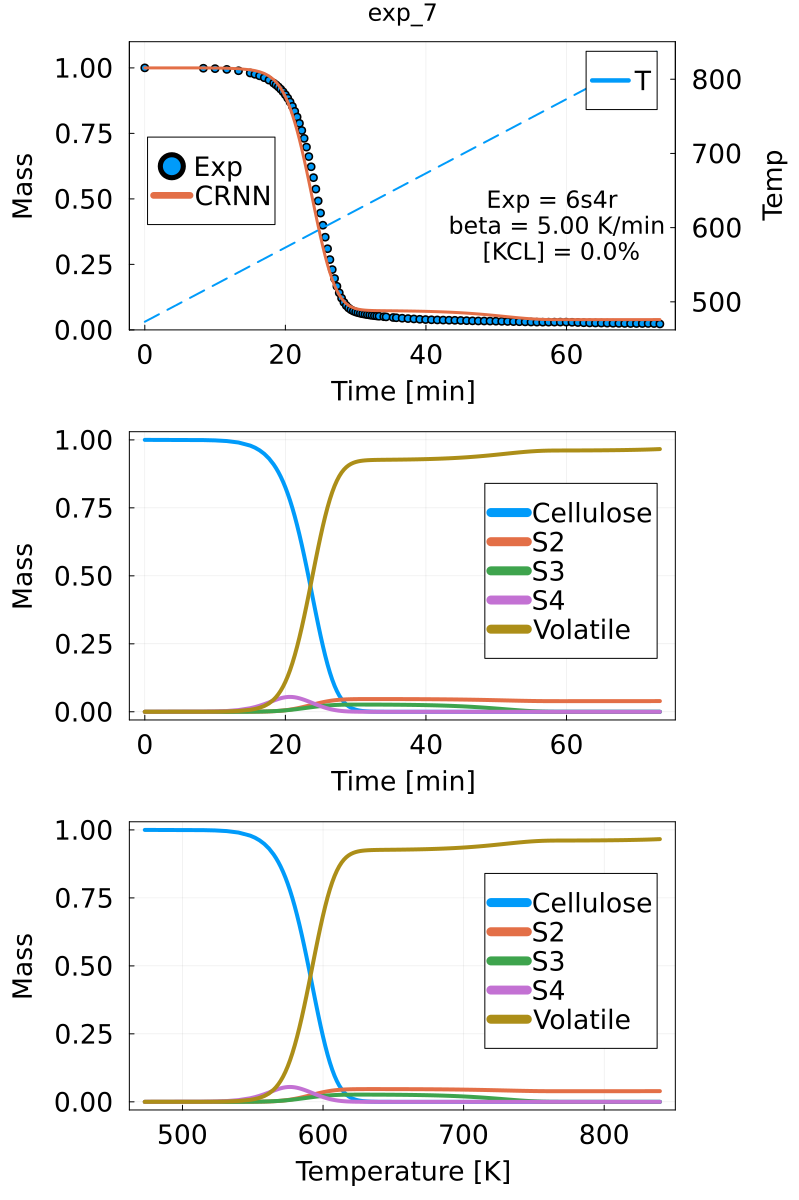 exp_7
1.00
0.75
0.50
0.25
0.00
Mass
Exp
CRNN
T
800
700
600
500
Temp
Exp = 6s4r
beta = 5.00 K/min
[KCL] = 0.0%
0 20 40 60
Time [min]
1.00
0.75
0.50
0.25
0.00
Mass
Cellulose
S2
S3
S4
Volatile
0 20 40 60
Time [min]
1.00
0.75
0.50
0.25
0.00
Mass
Cellulose
S2
S3
S4
Volatile
500 600 700 800
Temperature [K]